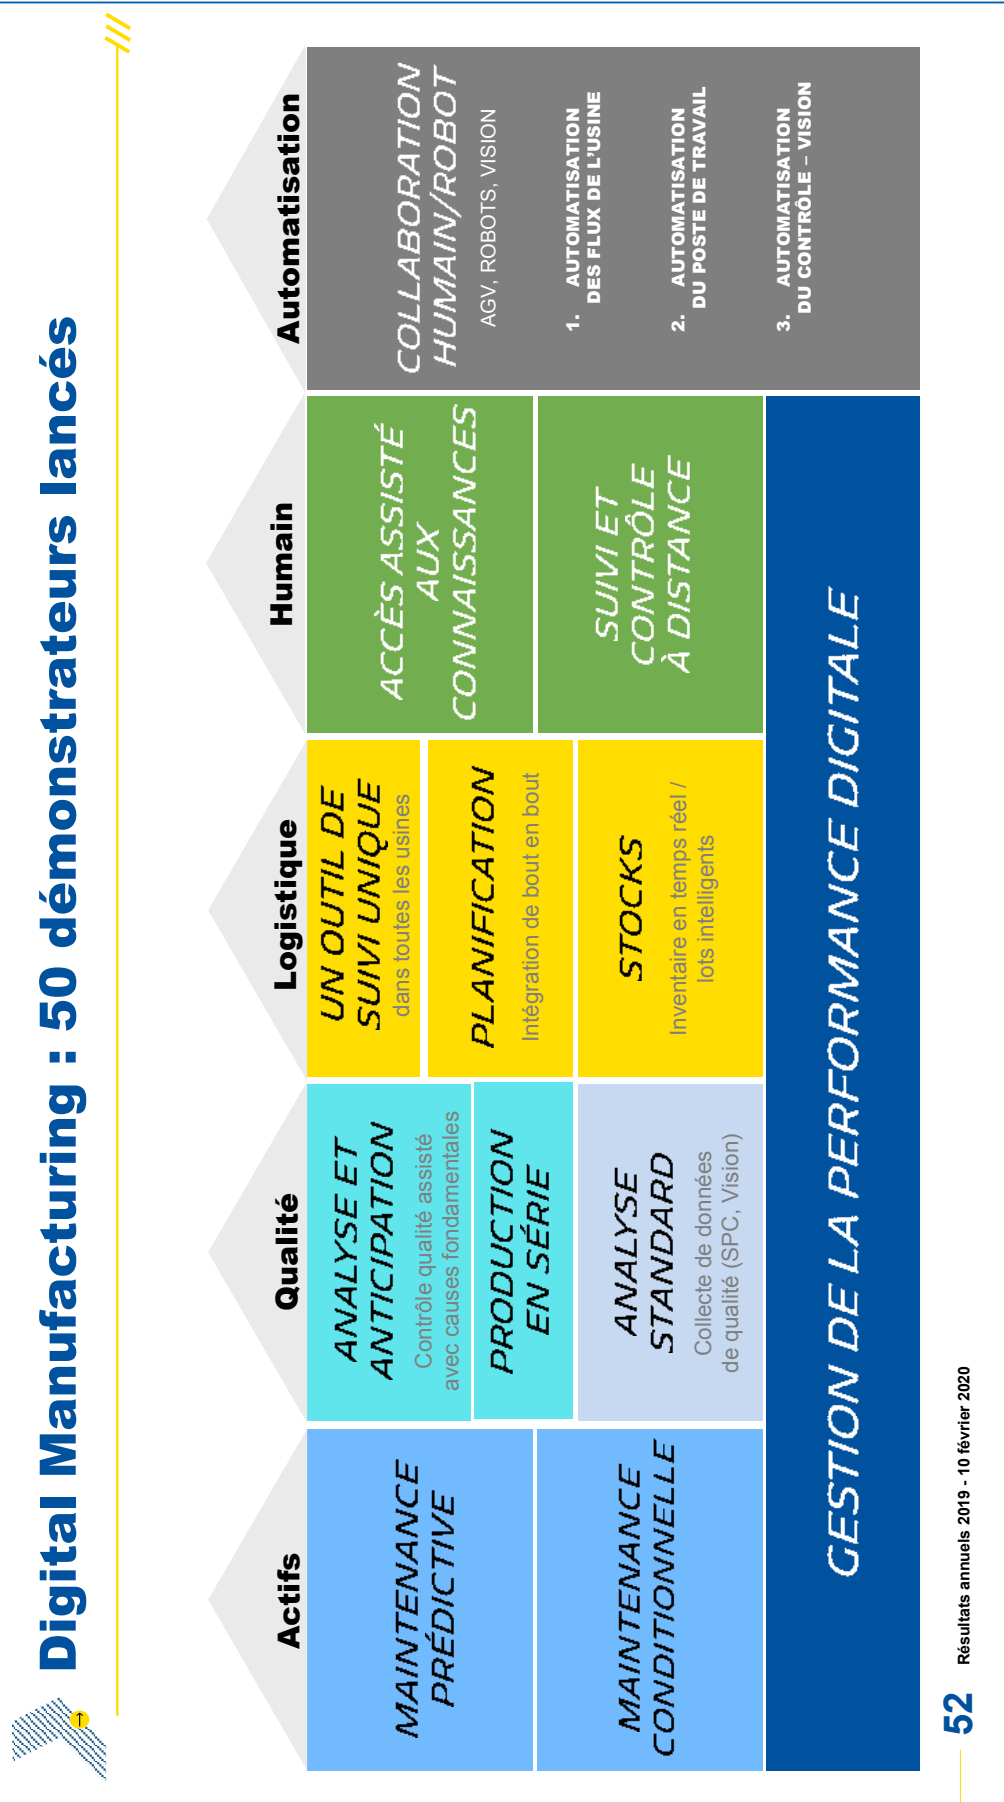 Digital Manufacturing : 50 démonstrateurs lancés
Actifs
MAINTENANCE
PRÉDICTIVE
MAINTENANCE
CONDITIONNELLE
Qualité
ANALYSE ET
ANTICIPATION
Contrôle qualité assisté
avec causes fondamentales
PRODUCTION
EN SÉRIE
ANALYSE
STANDARD
Collecte de données
de qualité (SPC, Vision)
Logistique
UN OUTIL DE
SUIVI UNIQUE
dans toutes les usines
PLANIFICATION
Intégration de bout en bout
STOCKS
Inventaire en temps réel /
lots intelligents
Humain
ACCÈS ASSISTÉ
AUX
CONNAISSANCES
SUIVI ET
CONTRÔLE
À DISTANCE
Automatisation
COLLABORATION
HUMAIN/ROBOT
AGV, ROBOTS, VISION
1. AUTOMATISATION
DES FLUX DE L'USINE
2. AUTOMATISATION
DU POSTE DE TRAVAIL
3. AUTOMATISATION
DU CONTRÔLE – VISION
GESTION DE LA PERFORMANCE DIGITALE
52 Résultats annuels 2019 - 10 février 2020